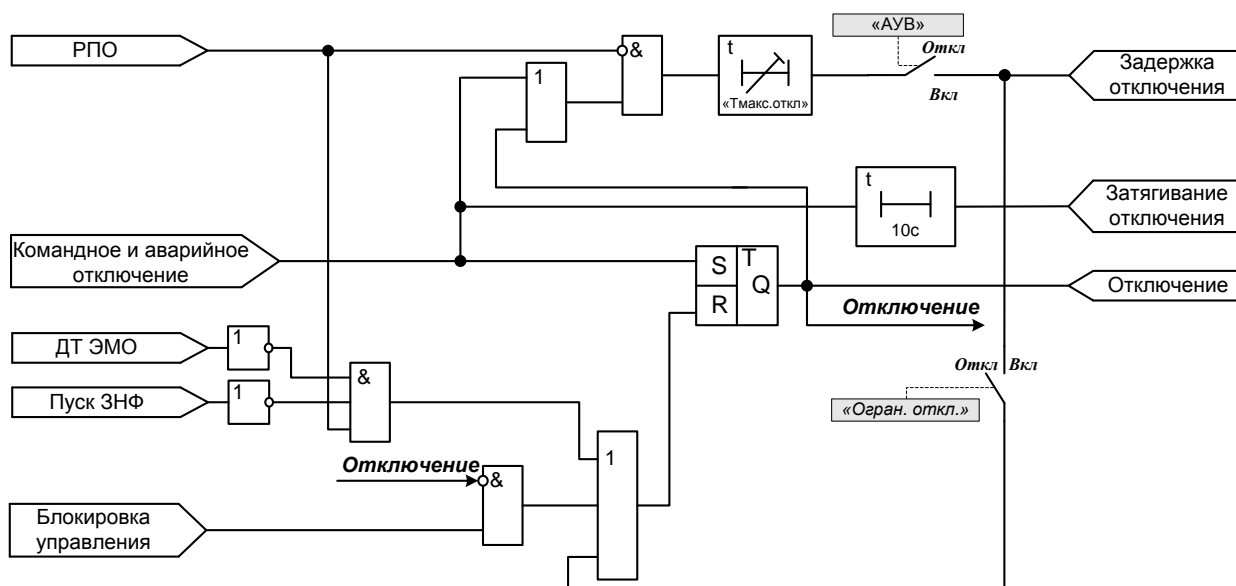 РПО
«АУВ»
Откл
Вкл
&
1
t
«Тмакс.откл»
Задержка
отключения
t
10с
Затягивание
отключения
Командное и аварийное
отключение
S
T
Q
R
Отключение
Отключение
ДТ ЭМО
1
Пуск ЗНФ
1
&
Откл
Вкл
«Огран. откл.»
Отключение
&
1
Блокировка
управления